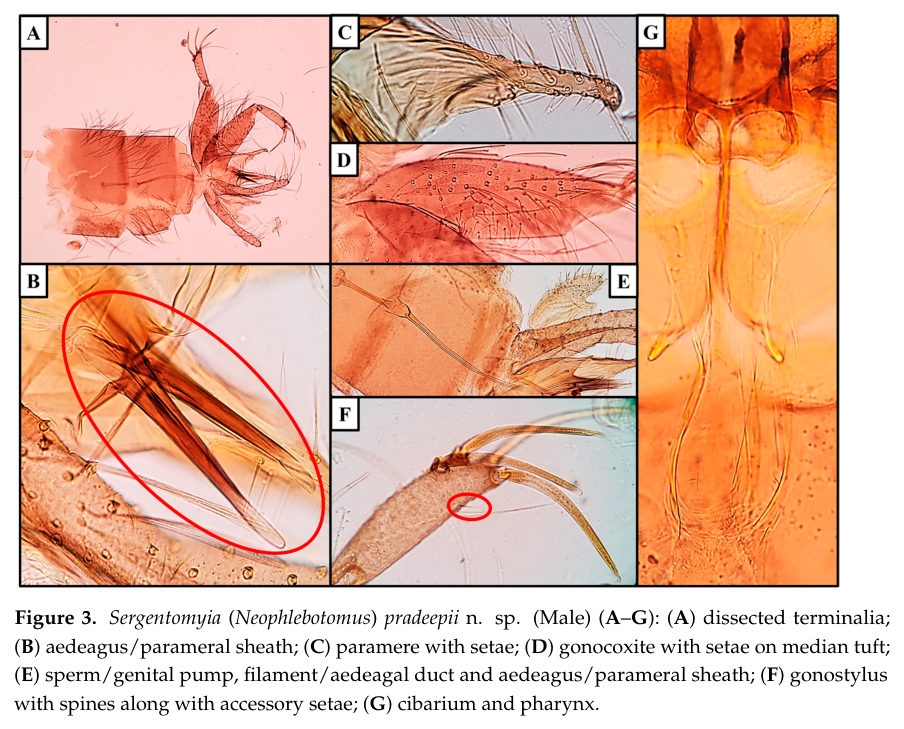 A
C
G
D
B
E
F
Figure 3. Sergentomyia (Neophlebotomus) pradeepii n. sp. (Male) (A–G): (A) dissected terminalia;
(B) aedeagus/parameral sheath; (C) paramere with setae; (D) gonocoxite with setae on median tuft;
(E) sperm/genital pump, filament/aedeagal duct and aedeagus/parameral sheath; (F) gonostylus
with spines along with accessory setae; (G) cibarium and pharynx.